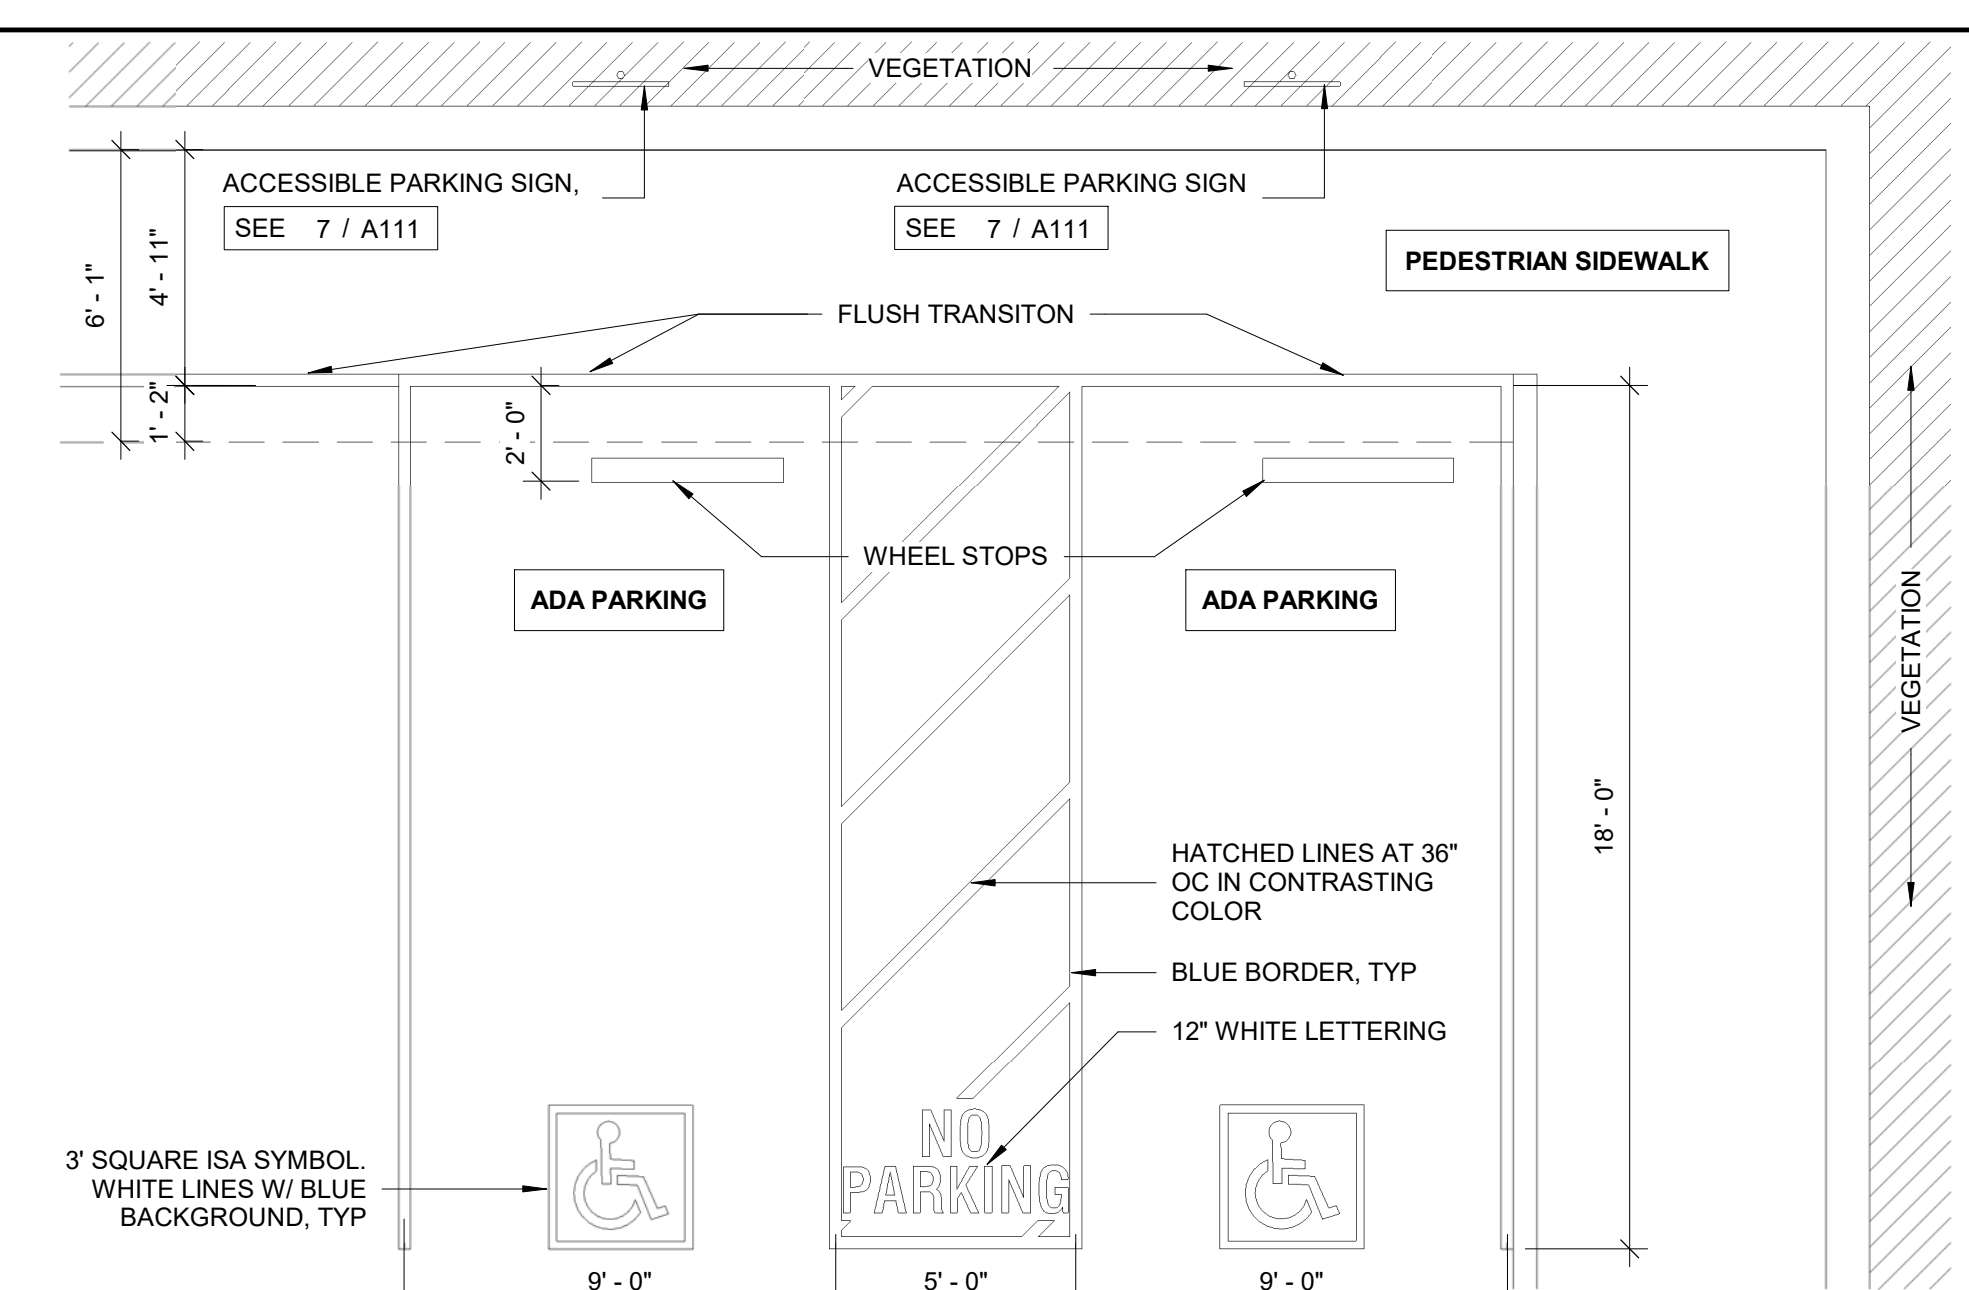 VEGETATION
ACCESSIBLE PARKING SIGN,
SEE 7 / A111
ACCESSIBLE PARKING SIGN
SEE 7 / A111
PEDESTRIAN SIDEWALK
6' - 1"
4' - 11"
1' - 2"
FLUSH TRANSITON
2' - 0"
WHEEL STOPS
ADA PARKING
ADA PARKING
VEGETATION
18' - 0"
HATCHED LINES AT 36"
OC IN CONTRASTING
COLOR
BLUE BORDER, TYP
12" WHITE LETTERING
NO
PARKING
3' SQUARE ISA SYMBOL.
WHITE LINES W/ BLUE
BACKGROUND, TYP
9' - 0"
5' - 0"
9' - 0"